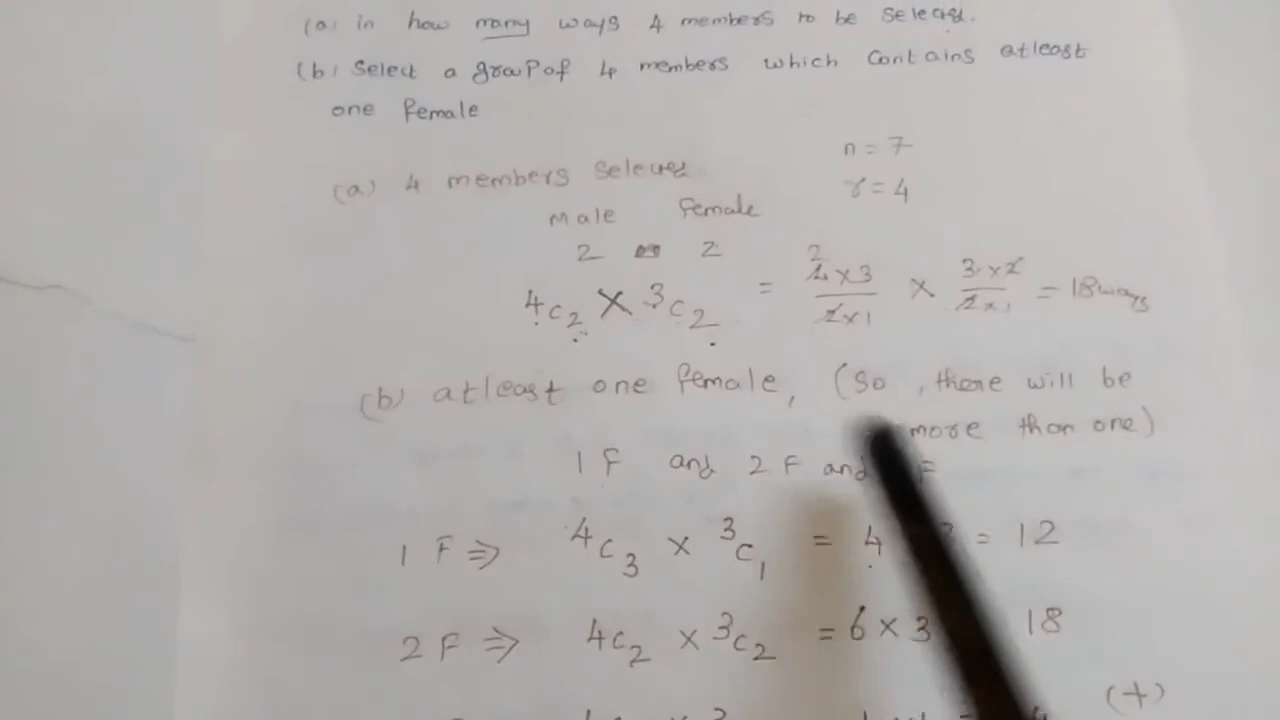 (a) in how many ways 4 members to be selected.
(b) Select a group of 4 members which contains atleast
one female
(a) 4 members selected
n = 7
r = 4
male female
2 2
4c2 × 3c2 = 4×3 / 2×1 × 3×2 / 2×1 = 18 ways
(b) atleast one female, (so, there will be
more than one)
1 F and 2 F and F
1 F ⇒ 4c3 × 3c1 = 4 = 12
2 F ⇒ 4c2 × 3c2 = 6 × 3 18
(+)